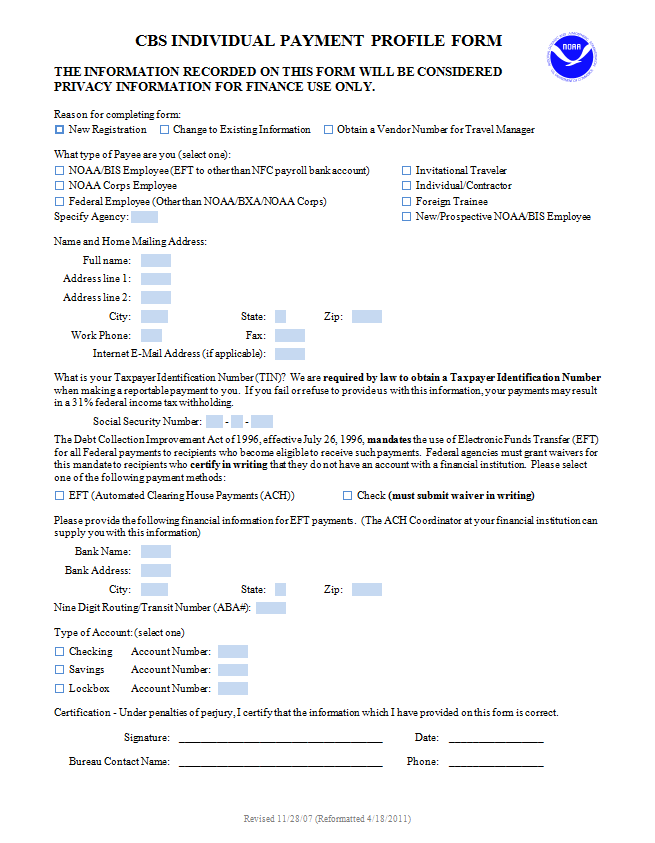 CBS INDIVIDUAL PAYMENT PROFILE FORM
NOAA
THE INFORMATION RECORDED ON THIS FORM WILL BE CONSIDERED
PRIVACY INFORMATION FOR FINANCE USE ONLY.
Reason for completing form:
New Registration Change to Existing Information Obtain a Vendor Number for Travel Manager
What type of Payee are you (select one):
NOAA/BIS Employee (EFT to other than NFC payroll bank account) Invitational Traveler
NOAA Corps Employee Individual/Contractor
Federal Employee (Other than NOAA/BXA/NOAA Corps) Foreign Trainee
Specify Agency: New/Prospective NOAA/BIS Employee
Name and Home Mailing Address:
Full name:
Address line 1:
Address line 2:
City: State: Zip:
Work Phone: Fax:
Internet E-Mail Address (if applicable):
What is your Taxpayer Identification Number (TIN)? We are required by law to obtain a Taxpayer Identification Number
when making a reportable payment to you. If you fail or refuse to provide us with this information, your payments may result
in a 31% federal income tax withholding.
Social Security Number: - -
The Debt Collection Improvement Act of 1996, effective July 26, 1996, mandates the use of Electronic Funds Transfer (EFT)
for all Federal payments to recipients who become eligible to receive such payments. Federal agencies must grant waivers for
this mandate to recipients who certify in writing that they do not have an account with a financial institution. Please select
one of the following payment methods:
EFT (Automated Clearing House Payments (ACH)) Check (must submit waiver in writing)
Please provide the following financial information for EFT payments. (The ACH Coordinator at your financial institution can
supply you with this information)
Bank Name:
Bank Address:
City: State: Zip:
Nine Digit Routing/Transit Number (ABA#):
Type of Account: (select one)
Checking Account Number:
Savings Account Number:
Lockbox Account Number:
Certification - Under penalties of perjury, I certify that the information which I have provided on this form is correct.
Signature: Date:
Bureau Contact Name: Phone:
Revised 11/28/07 (Reformatted 4/18/2011)